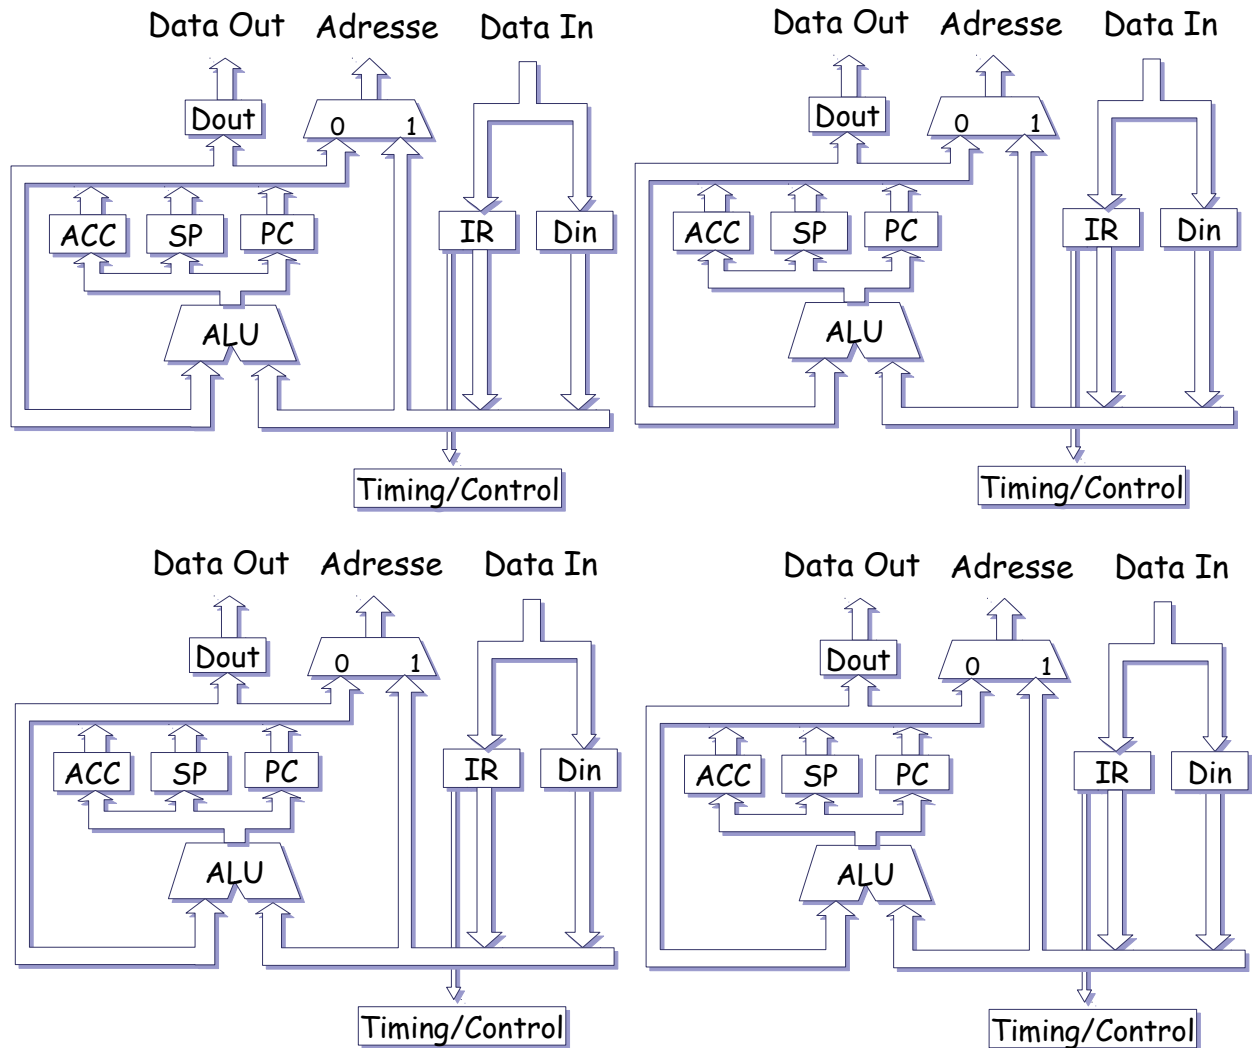 Data Out Adresse Data In
Dout 0 1
ACC SP PC IR Din
ALU
Timing/Control
Data Out Adresse Data In
Dout 0 1
ACC SP PC IR Din
ALU
Timing/Control
Data Out Adresse Data In
Dout 0 1
ACC SP PC IR Din
ALU
Timing/Control
Data Out Adresse Data In
Dout 0 1
ACC SP PC IR Din
ALU
Timing/Control